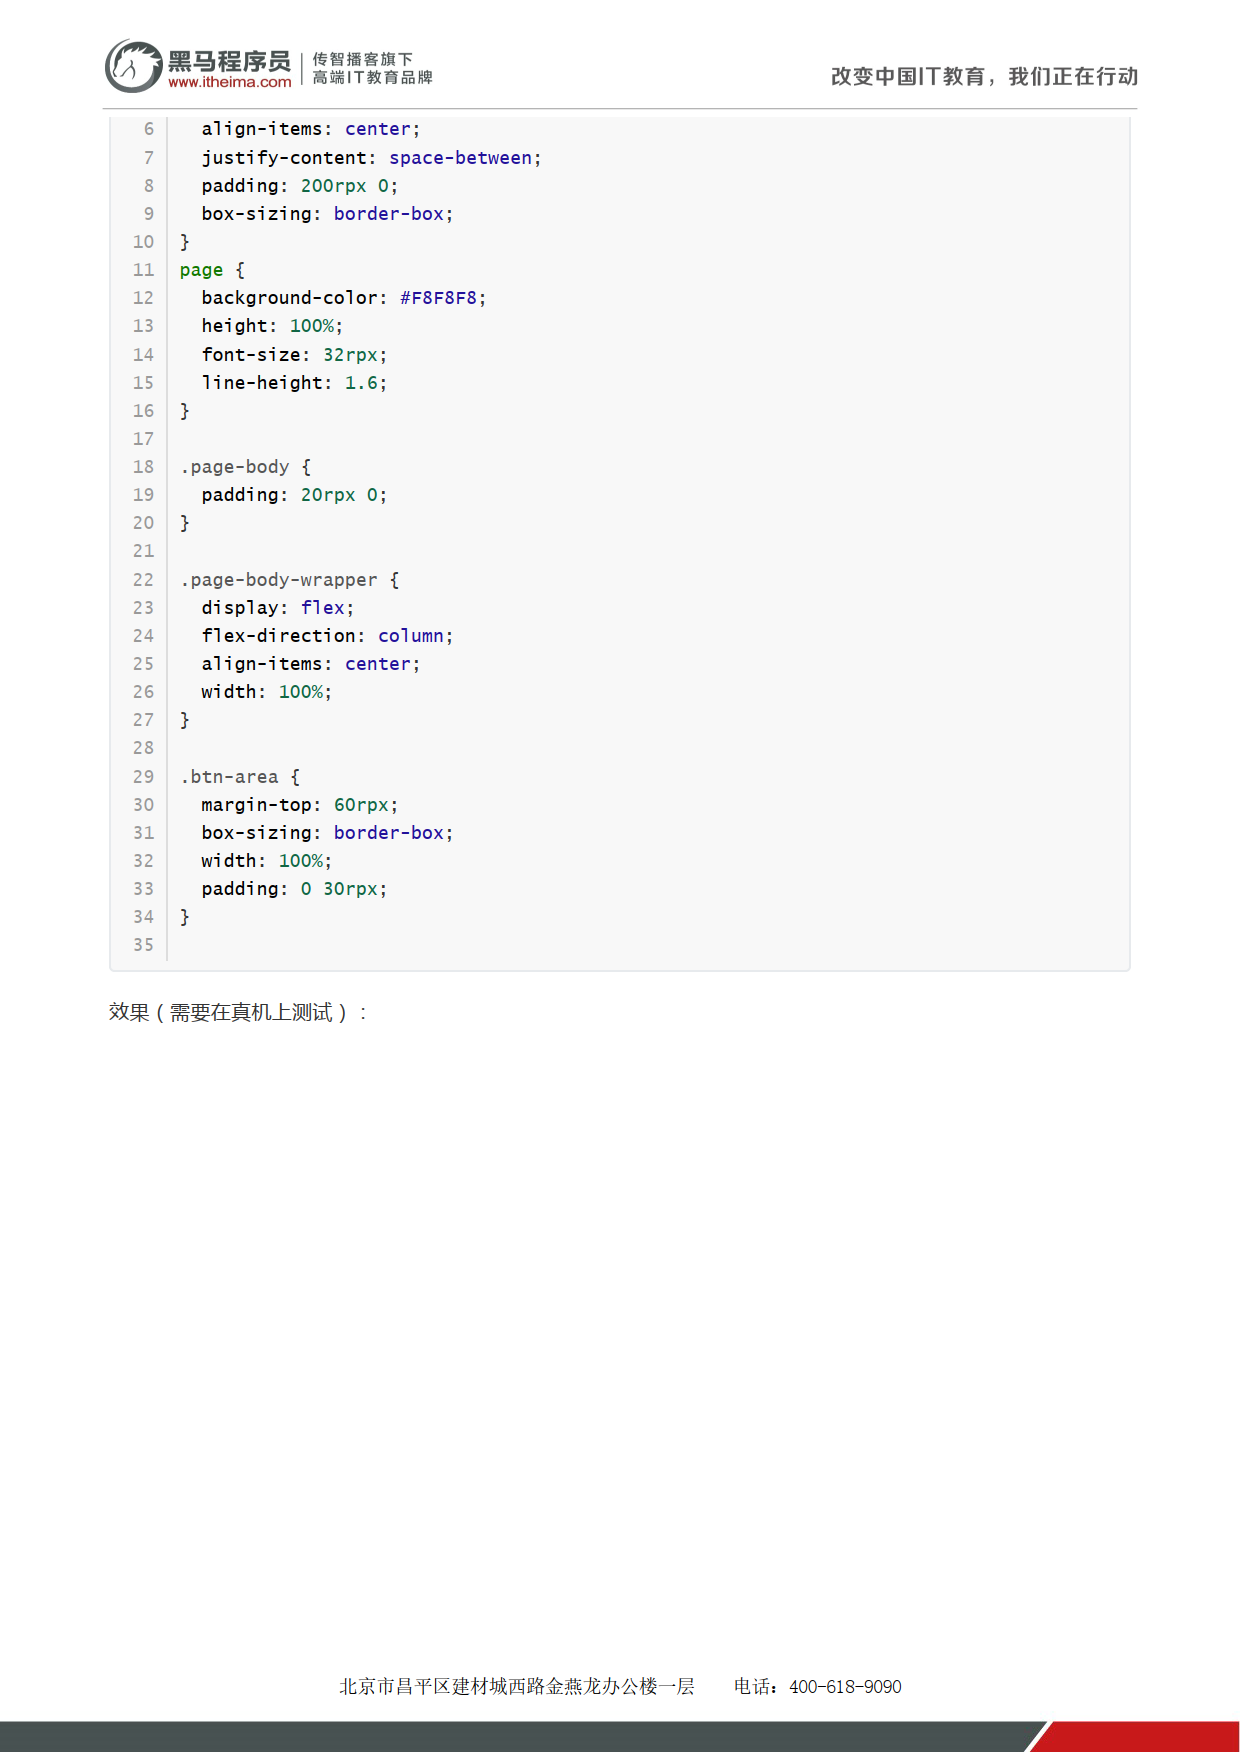 黑马程序员
www.itheima.com
传智播客旗下
高端IT教育品牌
改变中国IT教育，我们正在行动
6 align-items: center;
7 justify-content: space-between;
8 padding: 200rpx 0;
9 box-sizing: border-box;
10 }
11 page {
12 background-color: #F8F8F8;
13 height: 100%;
14 font-size: 32rpx;
15 line-height: 1.6;
16 }
17
18 .page-body {
19 padding: 20rpx 0;
20 }
21
22 .page-body-wrapper {
23 display: flex;
24 flex-direction: column;
25 align-items: center;
26 width: 100%;
27 }
28
29 .btn-area {
30 margin-top: 60rpx;
31 box-sizing: border-box;
32 width: 100%;
33 padding: 0 30rpx;
34 }
35
效果（需要在真机上测试）：
北京市昌平区建材城西路金燕龙办公楼一层 电话：400-618-9090